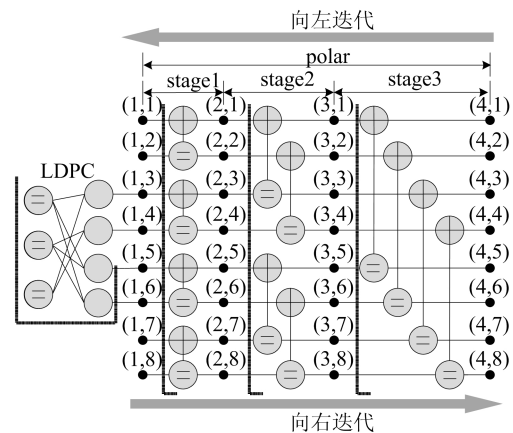 向左迭代
polar
stage1 stage2 stage3
(1,1) (2,1) (3,1) (4,1)
(1,2) (2,2) (3,2) (4,2)
LDPC (1,3) (2,3) (3,3) (4,3)
(1,4) (2,4) (3,4) (4,4)
(1,5) (2,5) (3,5) (4,5)
(1,6) (2,6) (3,6) (4,6)
(1,7) (2,7) (3,7) (4,7)
(1,8) (2,8) (3,8) (4,8)
向右迭代